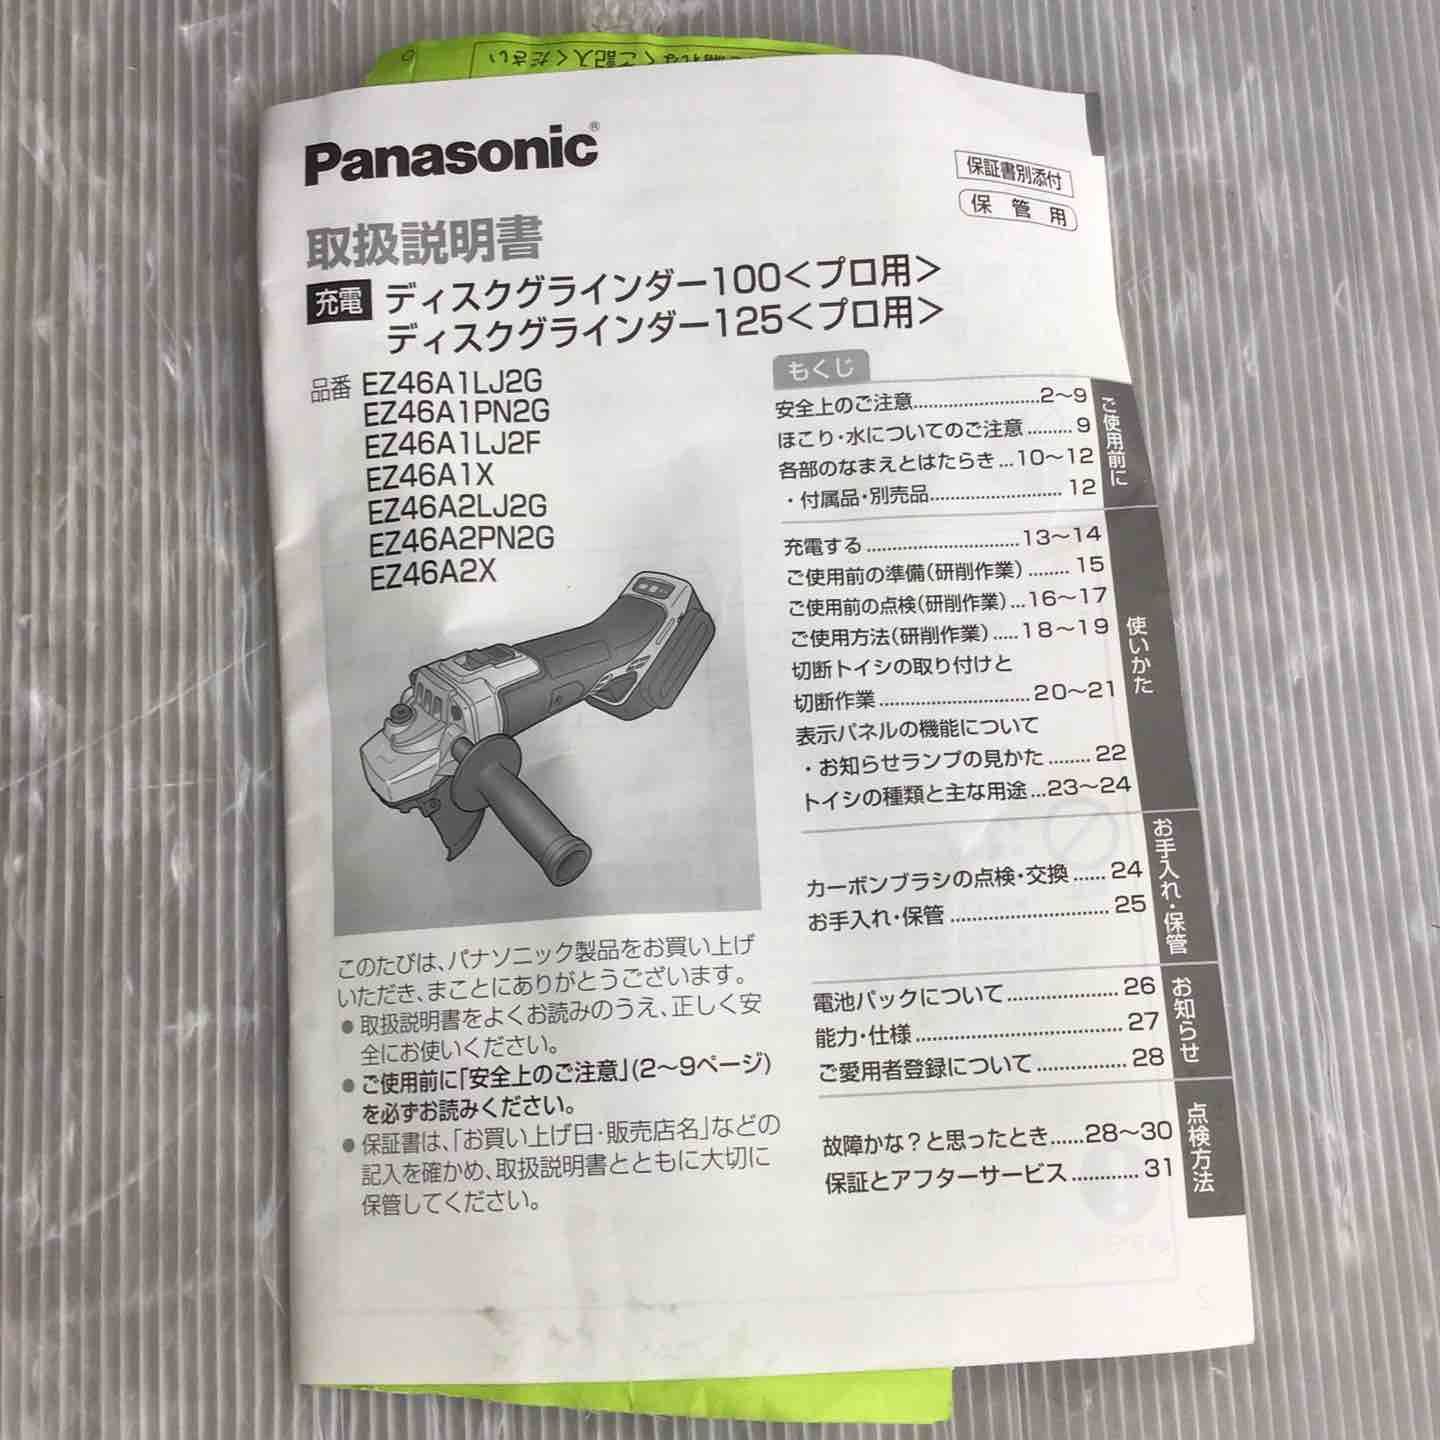 くご記入ください
Panasonic®
保証書別添付
保管用
取扱説明書
充電 ディスクグラインダー100<プロ用>
ディスクグラインダー125<プロ用>
品番 EZ46A1LJ2G
EZ46A1PN2G
EZ46A1LJ2F
EZ46A1X
EZ46A2LJ2G
EZ46A2PN2G
EZ46A2X
このたびは、パナソニック製品をお買い上げ
いただき、まことにありがとうございます。
● 取扱説明書をよくお読みのうえ、正しく安
全にお使いください。
● ご使用前に「安全上のご注意」(2～9ページ)
を必ずお読みください。
● 保証書は、「お買い上げ日・販売店名」などの
記入を確かめ、取扱説明書とともに大切に
保管してください。
もくじ
安全上のご注意........................2～9
ほこり・水についてのご注意.........9
各部のなまえとはたらき...10～12
・付属品・別売品.........................12
ご使用前に
充電する.............................13～14
ご使用前の準備(研削作業)........15
ご使用前の点検(研削作業)...16～17
ご使用方法(研削作業).....18～19
切断トイシの取り付けと
切断作業............................20～21
表示パネルの機能について
・お知らせランプの見かた........22
トイシの種類と主な用途...23～24
使いかた
カーボンブラシの点検・交換......24
お手入れ・保管.............................25
お手入れ・保管
電池パックについて....................26
能力・仕様......................................27
ご愛用者登録について................28
お知らせ
故障かな？と思ったとき......28～30
保証とアフターサービス............31
点検方法